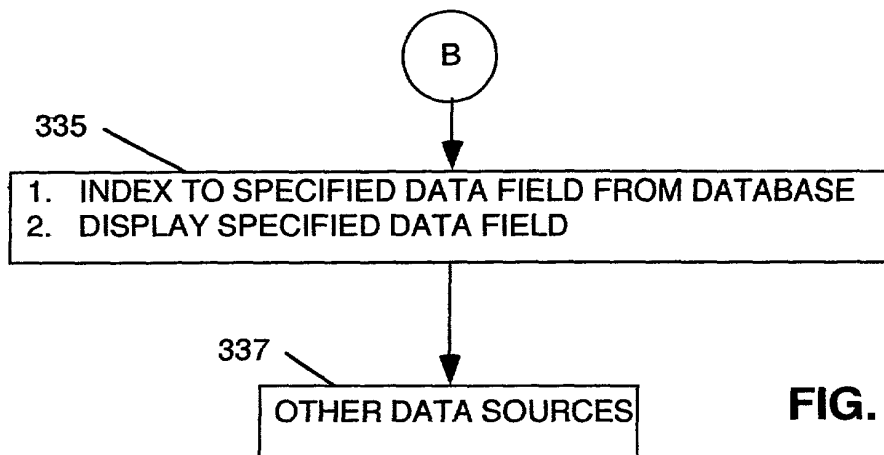 B
335
1. INDEX TO SPECIFIED DATA FIELD FROM DATABASE
2. DISPLAY SPECIFIED DATA FIELD
337
OTHER DATA SOURCES
FIG.